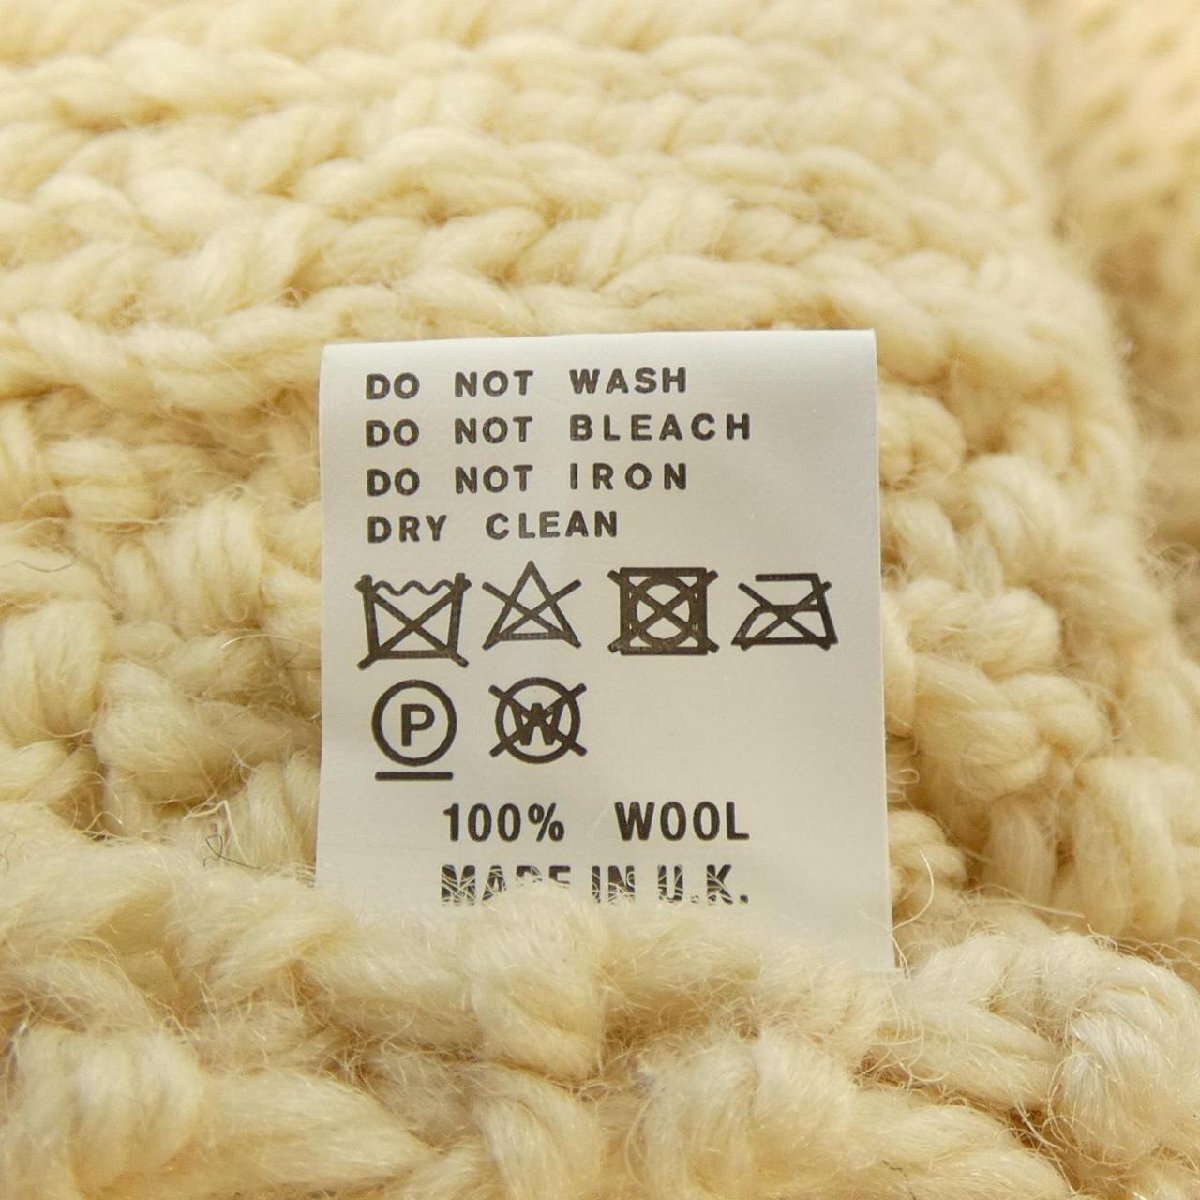 DO NOT WASH
DO NOT BLEACH
DO NOT IRON
DRY CLEAN
P W
100% WOOL
MADE IN U.K.